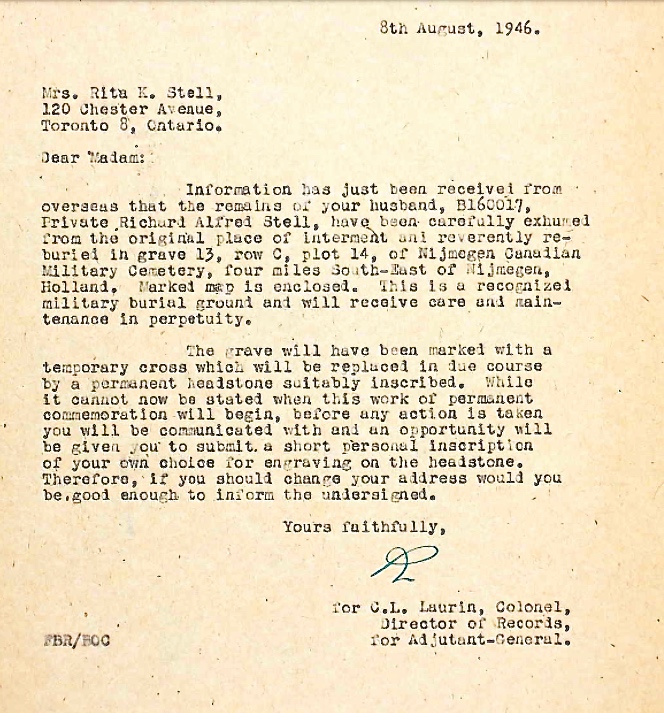 8th August, 1946.
Mrs. Rita K. Stell,
120 Chester Avenue,
Toronto 8, Ontario.
Dear Madam:
Information has just been received from
overseas that the remains of your husband, B160017,
Private Richard Alfred Stell, have been carefully exhumed
from the original place of interment and reverently re-
buried in grave 13, row C, plot 14, of Nijmegen Canadian
Military Cemetery, four miles South-East of Nijmegen,
Holland. Marked map is enclosed. This is a recognized
military burial ground and will receive care and main-
tenance in perpetuity.
The grave will have been marked with a
temporary cross which will be replaced in due course
by a permanent headstone suitably inscribed. While
it cannot now be stated when this work of permanent
commemoration will begin, before any action is taken
you will be communicated with and an opportunity will
be given you to submit a short personal inscription
of your own choice for engraving on the headstone.
Therefore, if you should change your address would you
be good enough to inform the undersigned.
Yours faithfully,
for C.L. Laurin, Colonel,
Director of Records,
for Adjutant-General.